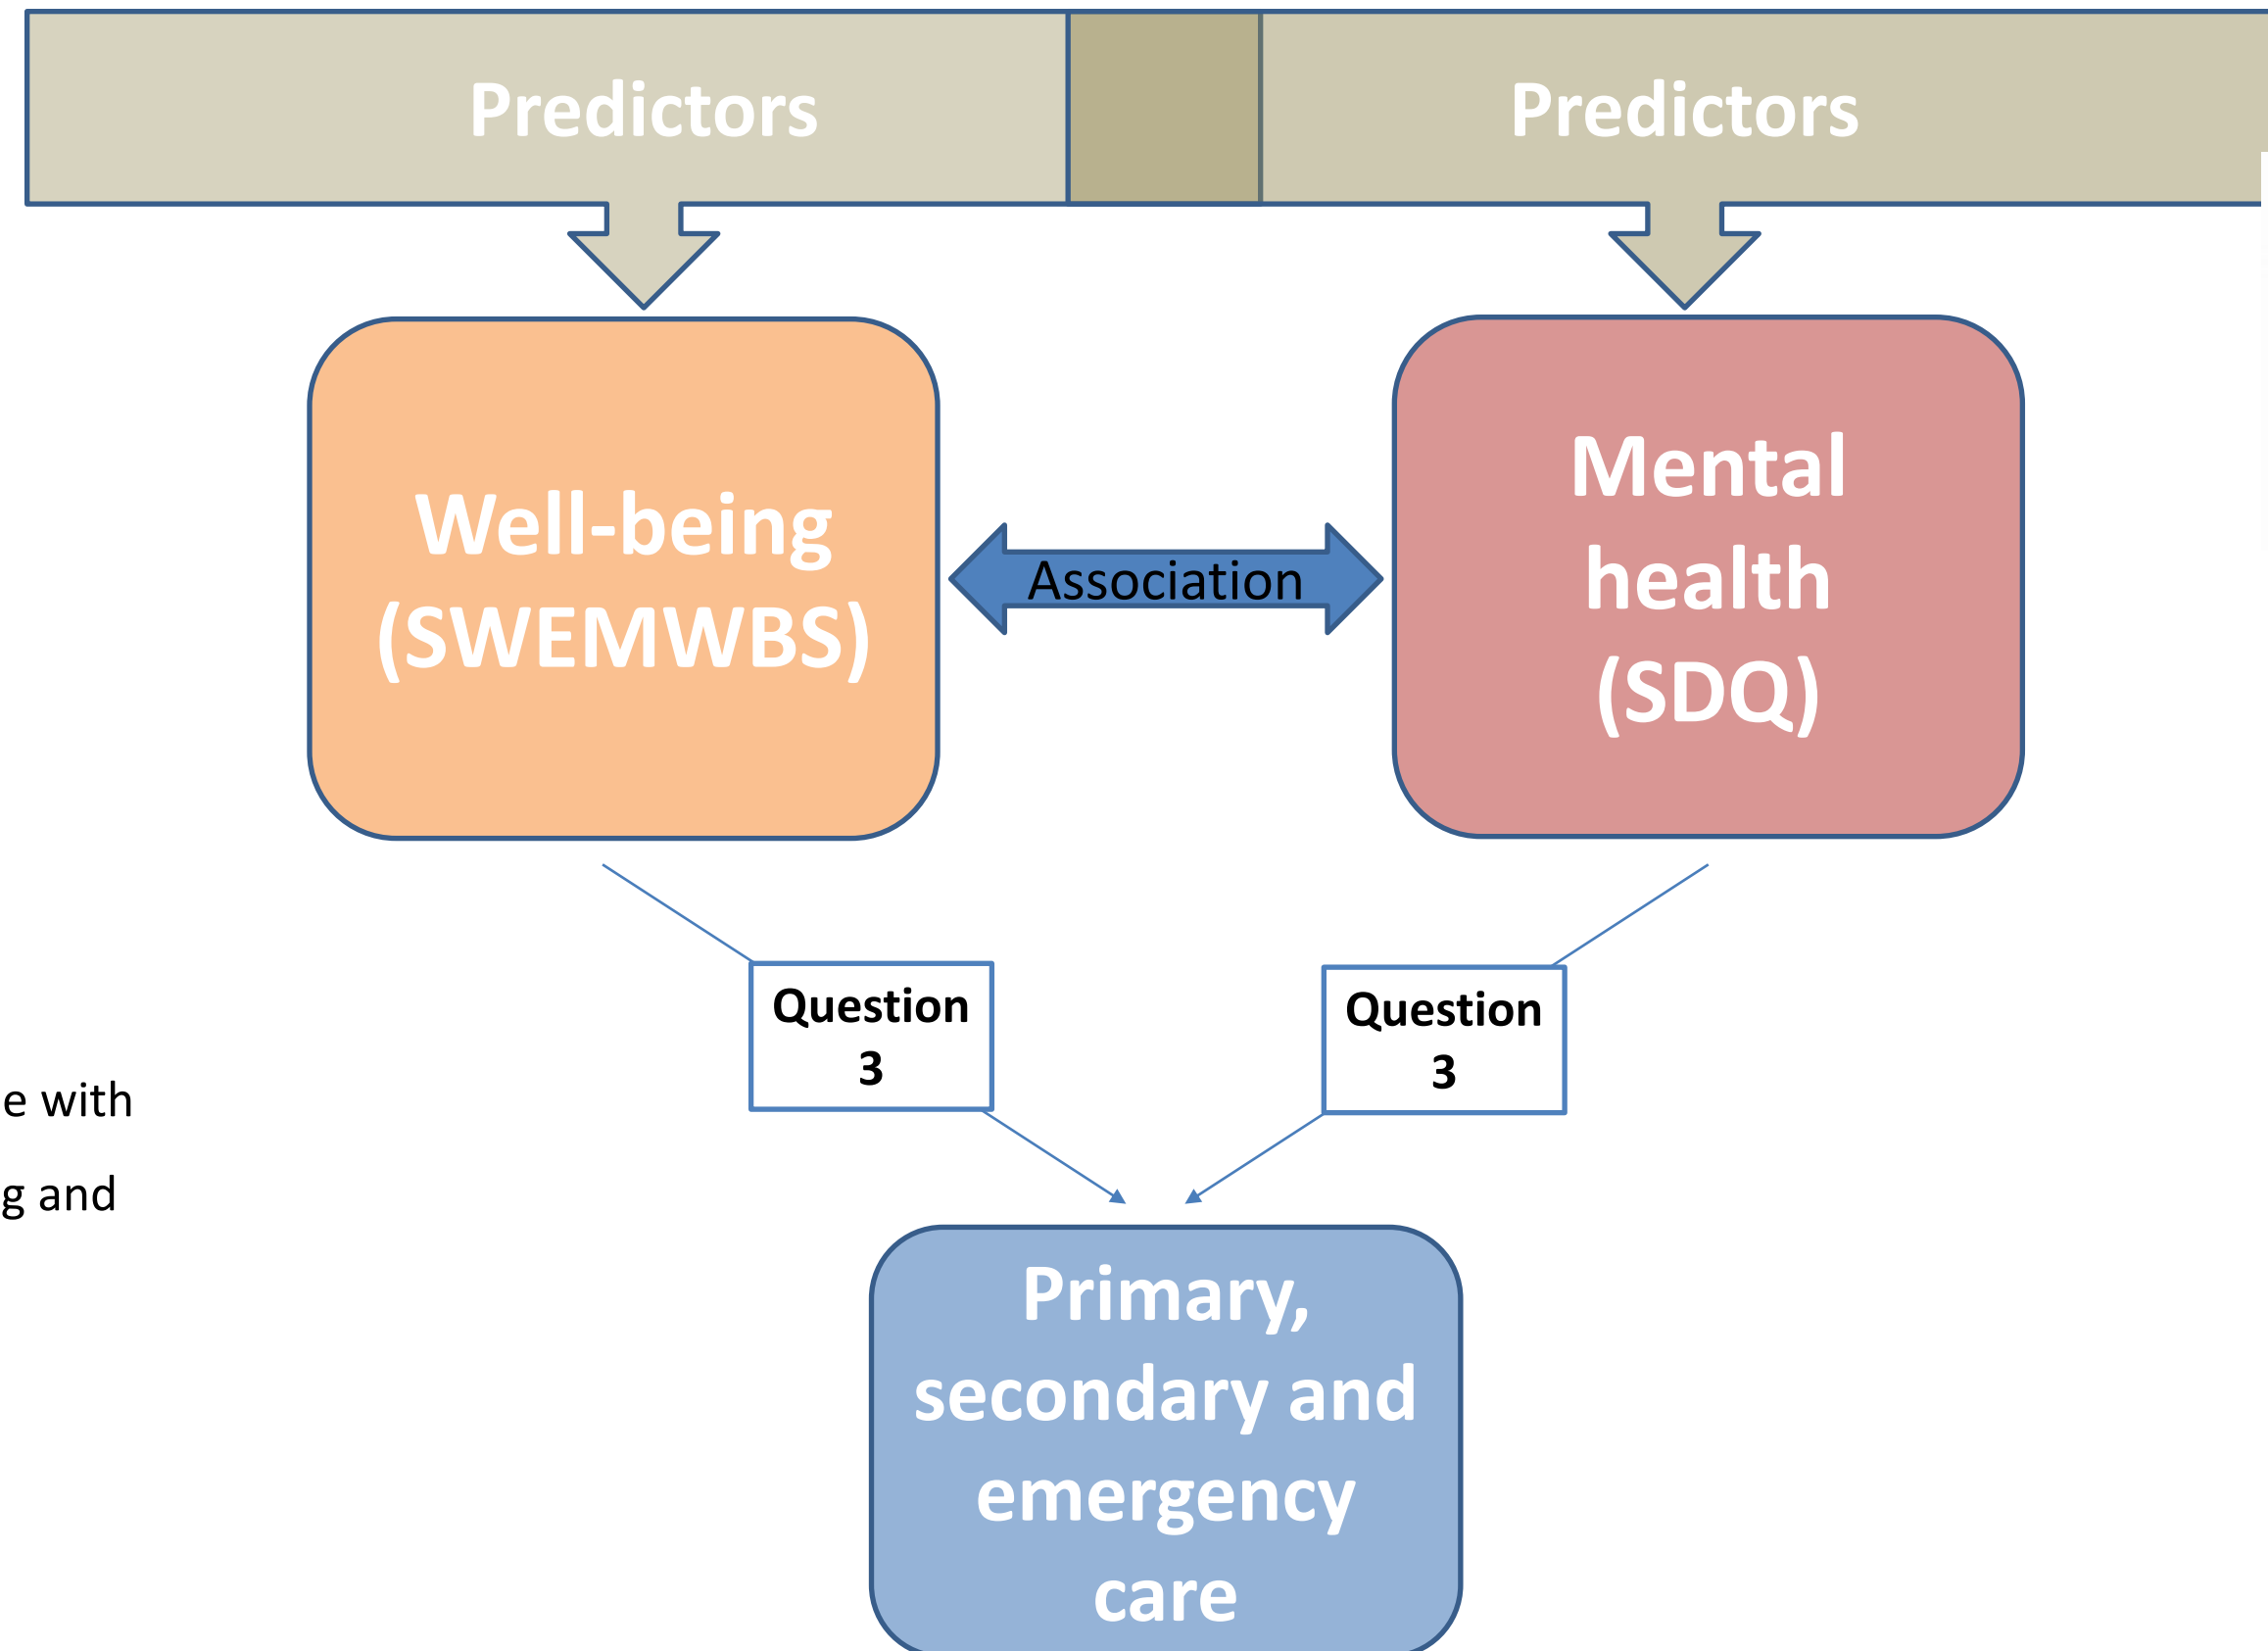 Predictors
Predictors
Well-being
(SWEMWBS)
Association
Mental
health
(SDQ)
Question
3
Question
3
e with
g and
Primary,
secondary and
emergency
care